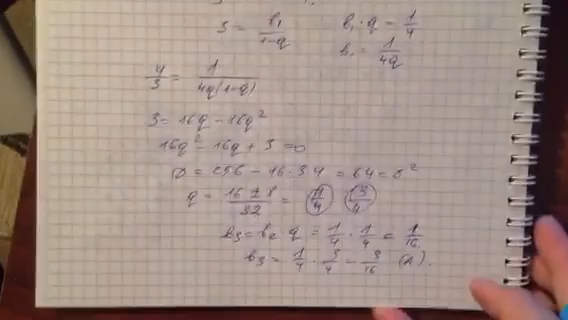 S = b₁/(1-q)   b₁ · q = 1/4
b₁ = 1/(4q)
4/3 = 1/(4q(1-q))
3 = 16q - 16q²
16q² - 16q + 3 = 0
D = 256 - 16·3·4 = 64 = 8²
q = (16 ± 8)/32 = 1/4   3/4
b₃ = b₂ q = 1/4 · 1/4 = 1/16
b₃ = 1/4 · 3/4 = 3/16 (A).